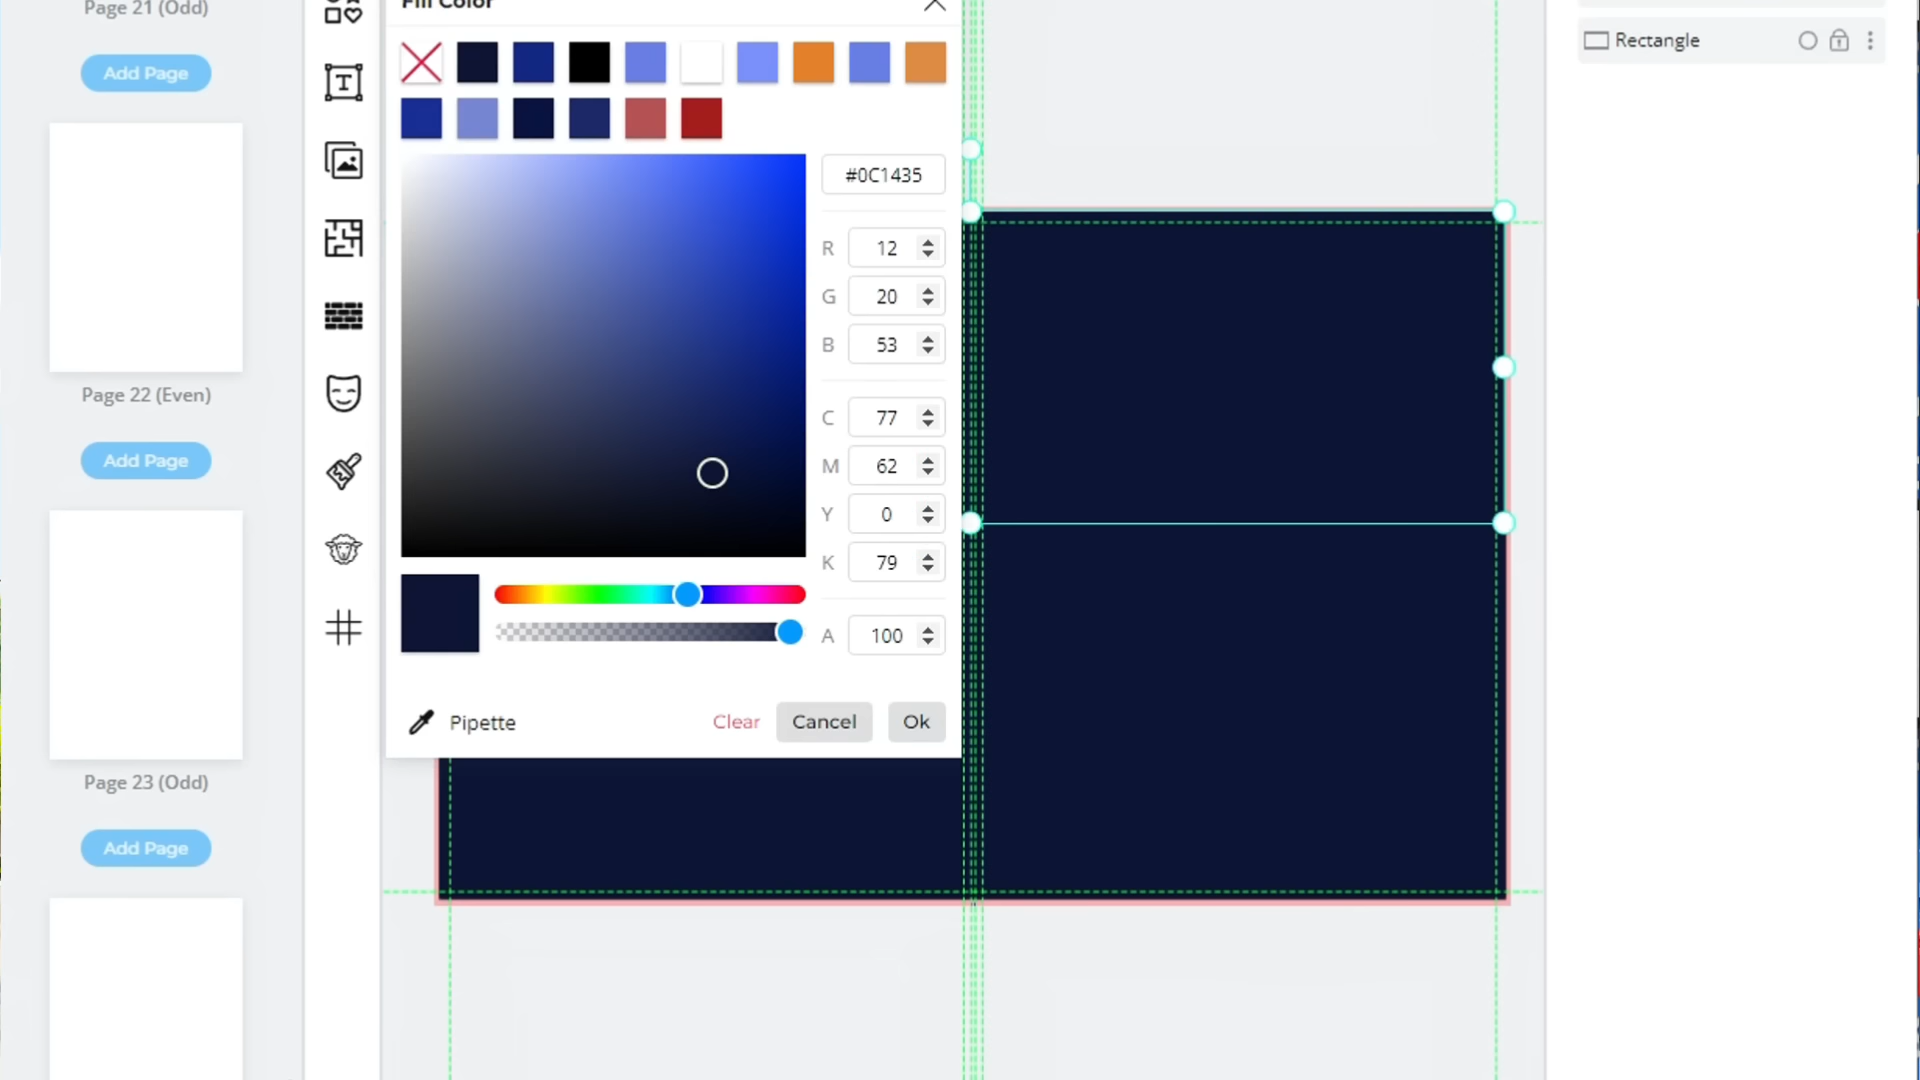 Page 21 (Odd)
Add Page
Page 22 (Even)
Add Page
Page 23 (Odd)
Add Page
T
Fill Color
#0C1435
R 12
G 20
B 53
C 77
M 62
Y 0
K 79
A 100
Pipette
Clear
Cancel
Ok
Rectangle